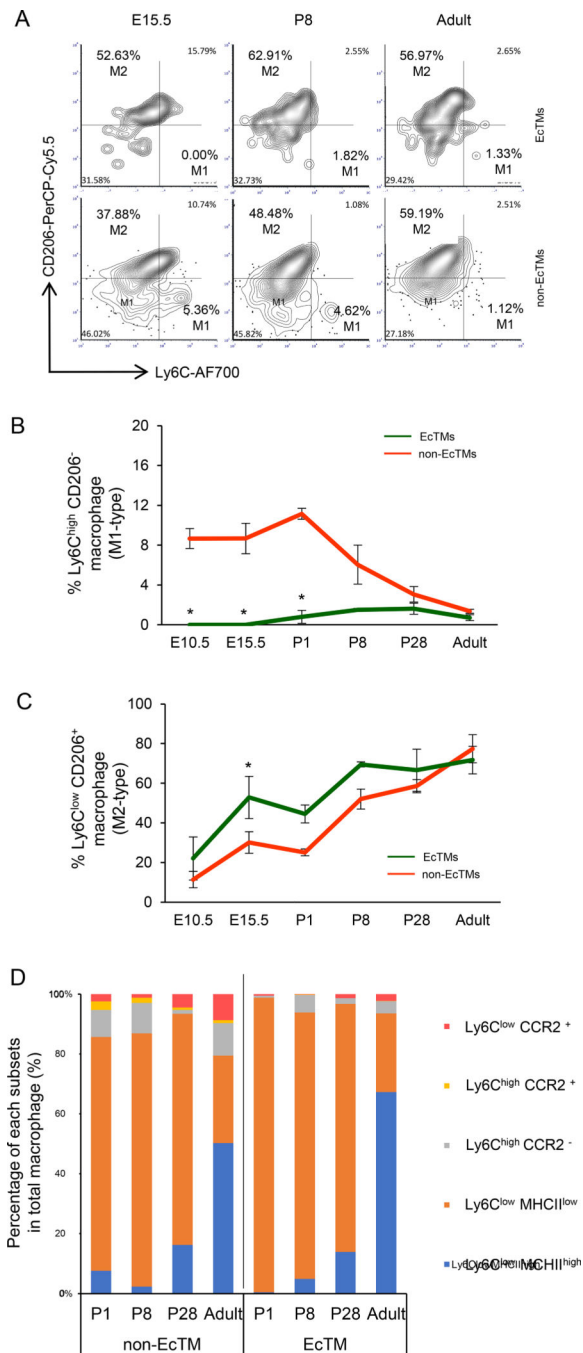 A
E15.5 P8 Adult
52.63% 15.79% 62.91% 2.55% 56.97% 2.65%
M2 M2 M2
EcTMs
0.00% 1.82% 1.33%
M1 M1 M1
31.58% 32.73% 29.42%
37.88% 10.74% 48.48% 1.08% 59.19% 2.51%
M2 M2 M2
non-EcTMs
M1 M1 M1
5.36% 4.62% 1.12%
M1 M1 M1
46.02% 45.82% 27.18%
CD206-PerCP-Cy5.5
Ly6C-AF700
B
% Ly6Chigh CD206-
macrophage
(M1-type)
20
16
12
8
4
0
EcTMs
non-EcTMs
* * *
E10.5 E15.5 P1 P8 P28 Adult
C
% Ly6Clow CD206+
macrophage
(M2-type)
100
80
60
40
20
0
*
EcTMs
non-EcTMs
E10.5 E15.5 P1 P8 P28 Adult
D
Percentage of each subsets
in total macrophage (%)
100%
80
60
40
20
0%
P1 P8 P28 Adult P1 P8 P28 Adult
non-EcTM EcTM
Ly6Clow CCR2 +
Ly6Chigh CCR2 +
Ly6Chigh CCR2 -
Ly6Clow MHCIIlow
Ly6Clow MCHIIhigh